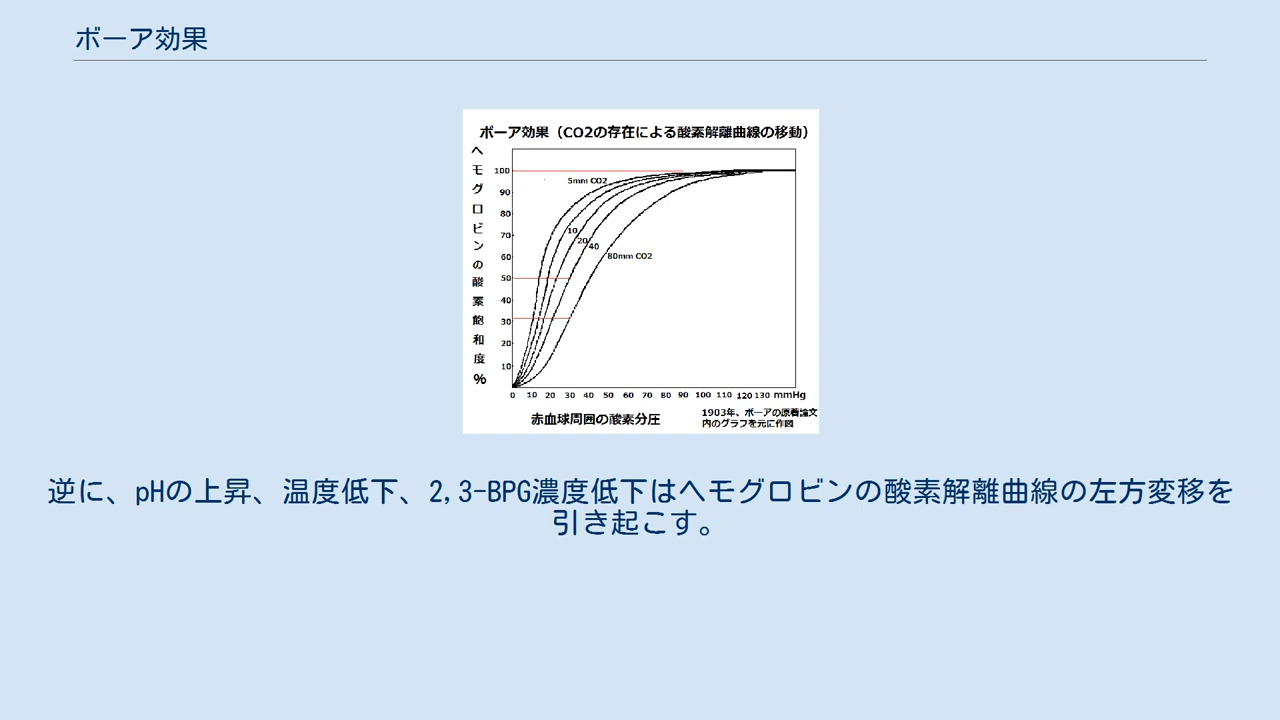 ボーア効果
ボーア効果（CO2の存在による酸素解離曲線の移動）
ヘモグロビンの酸素飽和度%
100
90
80
70
60
50
40
30
20
10
5mm CO2
10
20
40
80mm CO2
0 10 20 30 40 50 60 70 80 90 100 110 120 130 mmHg
赤血球周囲の酸素分圧
1903年、ボーアの原著論文
内のグラフを元に作図
逆に、pHの上昇、温度低下、2,3-BPG濃度低下はヘモグロビンの酸素解離曲線の左方変移を
引き起こす。